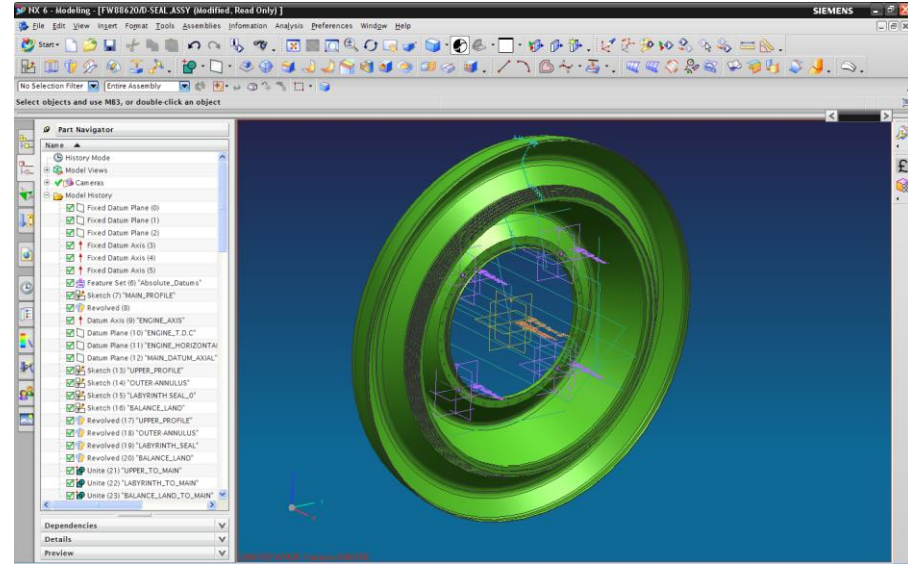 NX 6 - Modeling - [FW88620/D-SEAL,ASSY (Modified, Read Only) ]
SIEMENS
File Edit View Insert Format Tools Assemblies Information Analysis Preferences Window Help
Start
No Selection Filter Entire Assembly
Select objects and use MB3, or double-click an object
Part Navigator
Name
History Mode
Model Views
Cameras
Model History
Fixed Datum Plane (0)
Fixed Datum Plane (1)
Fixed Datum Plane (2)
Fixed Datum Axis (3)
Fixed Datum Axis (4)
Fixed Datum Axis (5)
Feature Set (6) "Absolute_Datums"
Sketch (7) "MAIN_PROFILE"
Revolved (8)
Datum Axis (9) "ENGINE_AXIS"
Datum Plane (10) "ENGINE_T.D.C"
Datum Plane (11) "ENGINE_HORIZONTA
Datum Plane (12) "MAIN_DATUM_AXIAL"
Sketch (13) "UPPER_PROFILE"
Sketch (14) "OUTER-ANNULUS"
Sketch (15) "LABYRINTH SEAL_0"
Sketch (16) "BALANCE_LAND"
Revolved (17) "UPPER_PROFILE"
Revolved (18) "OUTER-ANNULUS"
Revolved (19) "LABYRINTH_SEAL"
Revolved (20) "BALANCE_LAND"
Unite (21) "UPPER_TO_MAIN"
Unite (22) "LABYRINTH_TO_MAIN"
Unite (23) "BALANCE_LAND_TO_MAIN"
Dependencies
Details
Preview